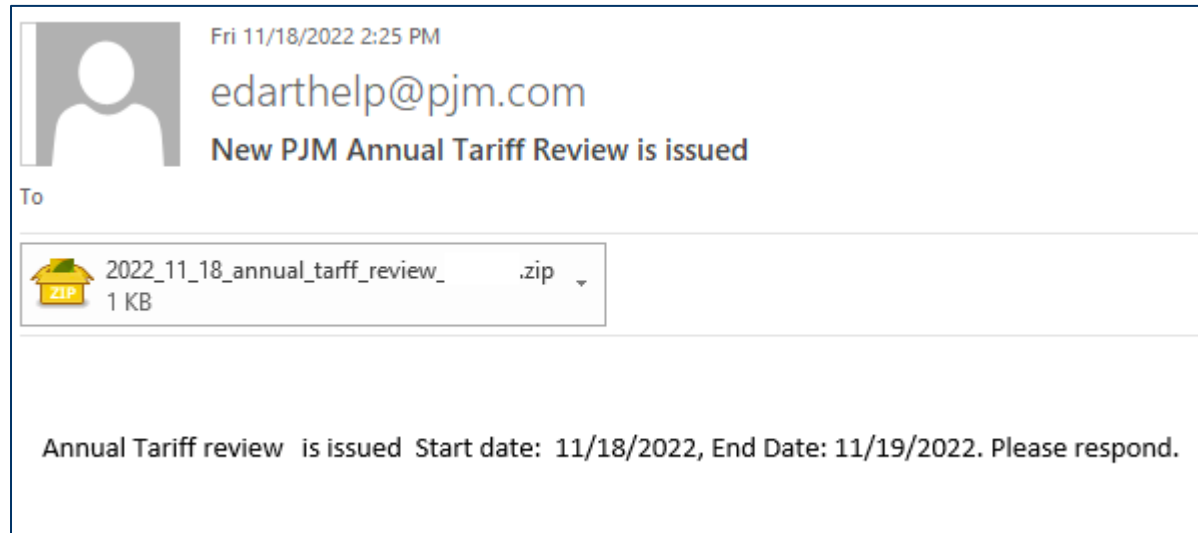 Fri 11/18/2022 2:25 PM
edarthelp@pjm.com
New PJM Annual Tariff Review is issued
To
2022_11_18_annual_tarff_review_ .zip
ZIP
1 KB
Annual Tariff review is issued Start date: 11/18/2022, End Date: 11/19/2022. Please respond.